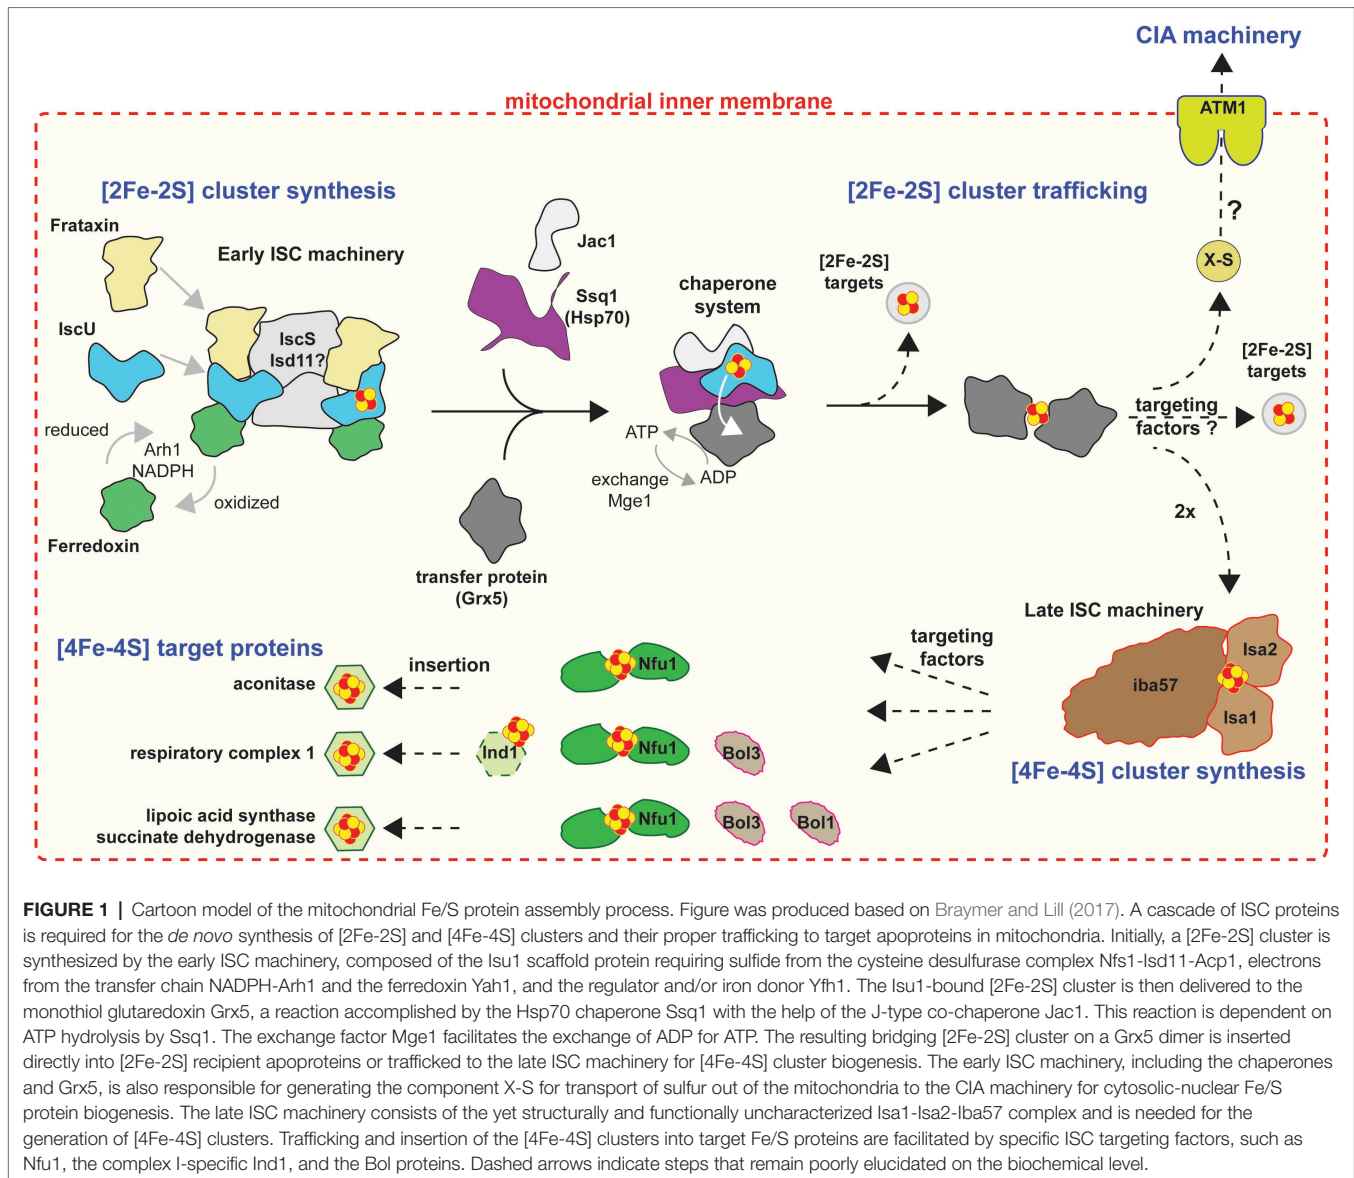 CIA machinery
ATM1
mitochondrial inner membrane
[2Fe-2S] cluster synthesis
[2Fe-2S] cluster trafficking
Frataxin
Early ISC machinery
IscU
IscS
Isd11?
reduced
Arh1
NADPH
oxidized
Ferredoxin
Jac1
Ssq1
(Hsp70)
transfer protein
(Grx5)
chaperone
system
ATP
exchange
Mge1
ADP
[2Fe-2S]
targets
?
X-S
[2Fe-2S]
targets
targeting
factors ?
2x
Late ISC machinery
iba57
Isa2
Isa1
[4Fe-4S] cluster synthesis
targeting
factors
[4Fe-4S] target proteins
insertion
aconitase
Nfu1
respiratory complex 1
Ind1
Nfu1
Bol3
lipoic acid synthase
succinate dehydrogenase
Nfu1
Bol3
Bol1
FIGURE 1 | Cartoon model of the mitochondrial Fe/S protein assembly process. Figure was produced based on Braymer and Lill (2017). A cascade of ISC proteins
is required for the de novo synthesis of [2Fe-2S] and [4Fe-4S] clusters and their proper trafficking to target apoproteins in mitochondria. Initially, a [2Fe-2S] cluster is
synthesized by the early ISC machinery, composed of the Isu1 scaffold protein requiring sulfide from the cysteine desulfurase complex Nfs1-Isd11-Acp1, electrons
from the transfer chain NADPH-Arh1 and the ferredoxin Yah1, and the regulator and/or iron donor Yfh1. The Isu1-bound [2Fe-2S] cluster is then delivered to the
monothiol glutaredoxin Grx5, a reaction accomplished by the Hsp70 chaperone Ssq1 with the help of the J-type co-chaperone Jac1. This reaction is dependent on
ATP hydrolysis by Ssq1. The exchange factor Mge1 facilitates the exchange of ADP for ATP. The resulting bridging [2Fe-2S] cluster on a Grx5 dimer is inserted
directly into [2Fe-2S] recipient apoproteins or trafficked to the late ISC machinery for [4Fe-4S] cluster biogenesis. The early ISC machinery, including the chaperones
and Grx5, is also responsible for generating the component X-S for transport of sulfur out of the mitochondria to the CIA machinery for cytosolic-nuclear Fe/S
protein biogenesis. The late ISC machinery consists of the yet structurally and functionally uncharacterized Isa1-Isa2-Iba57 complex and is needed for the
generation of [4Fe-4S] clusters. Trafficking and insertion of the [4Fe-4S] clusters into target Fe/S proteins are facilitated by specific ISC targeting factors, such as
Nfu1, the complex I-specific Ind1, and the Bol proteins. Dashed arrows indicate steps that remain poorly elucidated on the biochemical level.